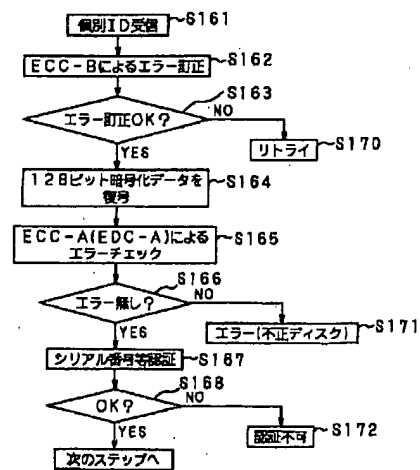 個別ID受信 S161
ECC-Bによるエラー訂正 S162
S163
エラー訂正OK? NO
YES
リトライ S170
128ビット暗号化データを
復号 S164
ECC-A(EDC-A)による
エラーチェック S165
S166
エラー無し? NO
YES
エラー(不正ディスク) S171
シリアル番号等認証 S167
S168
OK? NO
YES
認証不可 S172
次のステップへ